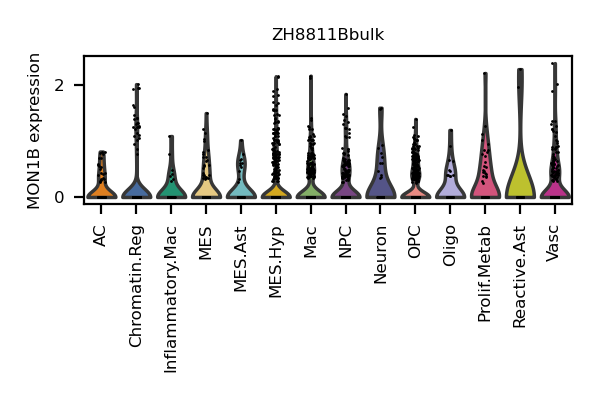 ZH8811Bbulk
MON1B expression
2
0
AC
Chromatin.Reg
Inflammatory.Mac
MES
MES.Ast
MES.Hyp
Mac
NPC
Neuron
OPC
Oligo
Prolif.Metab
Reactive.Ast
Vasc